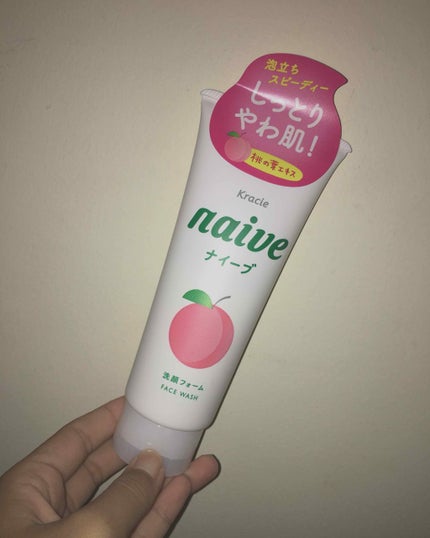 泡立ち
スピーディー
しっとり
やわ肌!
桃の葉エキス
Kracie
naive
ナイーブ
洗顔フォーム
FACE WASH